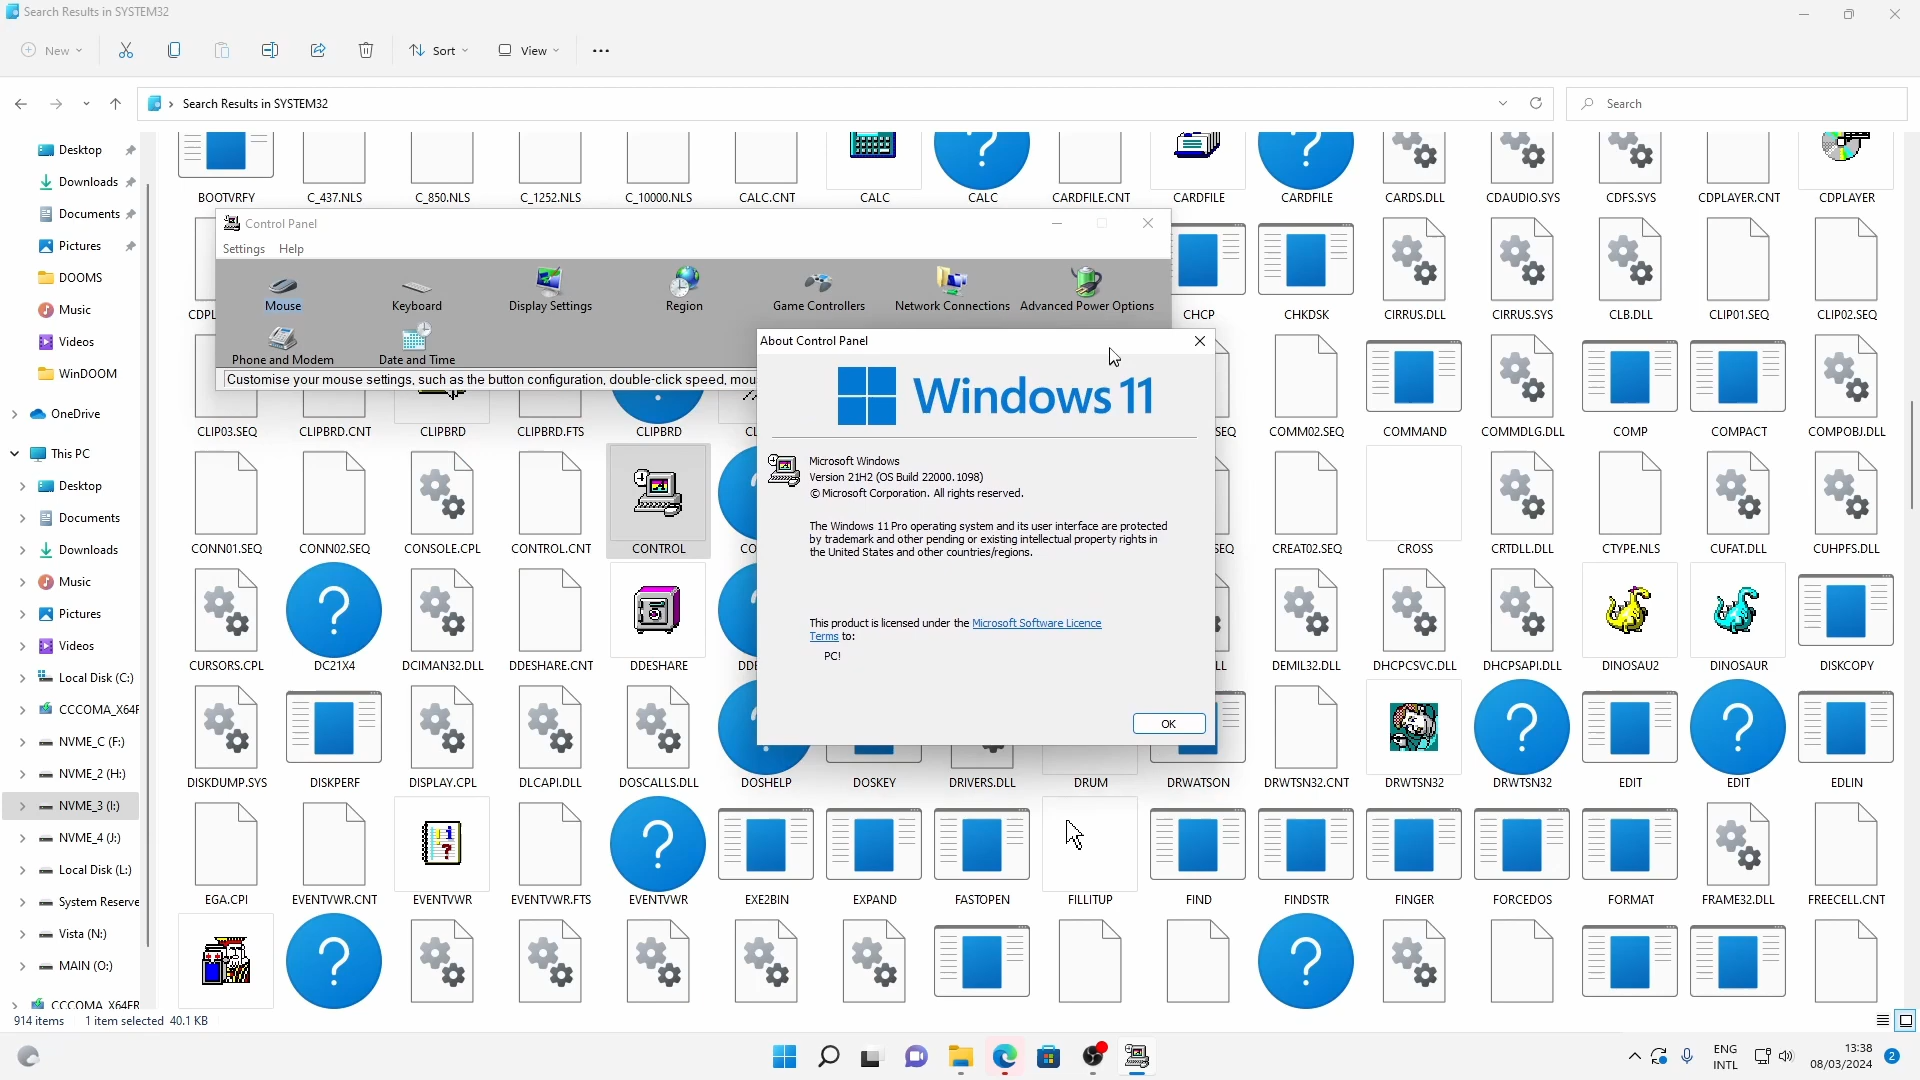 Search Results in SYSTEM32
New
Sort
View
Search Results in SYSTEM32
Search
Desktop
Downloads
Documents
Pictures
DOOMS
Music
Videos
WinDOOM
OneDrive
This PC
Desktop
Documents
Downloads
Music
Pictures
Videos
Local Disk (C:)
CCCOMA_X64F
NVME_C (F:)
NVME_2 (H:)
NVME_3 (I:)
NVME_4 (J:)
Local Disk (L:)
System Reserve
Vista (N:)
MAIN (O:)
CCCOMA_X64FR
BOOTVRFY C_437.NLS C_850.NLS C_1252.NLS C_10000.NLS CALC.CNT CALC CALC CARDFILE.CNT CARDFILE CARDFILE CARDS.DLL CDAUDIO.SYS CDFS.SYS CDPLAYER.CNT CDPLAYER
Control Panel
Settings Help
Mouse Keyboard Display Settings Region Game Controllers Network Connections Advanced Power Options
Phone and Modem Date and Time
Customise your mouse settings, such as the button configuration, double-click speed, mou
CDPL CHCP CHKDSK CIRRUS.DLL CIRRUS.SYS CLB.DLL CLIP01.SEQ CLIP02.SEQ
About Control Panel
Windows 11
Microsoft Windows
Version 21H2 (OS Build 22000.1098)
© Microsoft Corporation. All rights reserved.
The Windows 11 Pro operating system and its user interface are protected
by trademark and other pending or existing intellectual property rights in
the United States and other countries/regions.
This product is licensed under the Microsoft Software Licence
Terms to:
PC!
OK
CLIP03.SEQ CLIPBRD.CNT CLIPBRD CLIPBRD.FTS CLIPBRD CL SEQ COMM02.SEQ COMMAND COMMDLG.DLL COMP COMPACT COMPOBJ.DLL
CONN01.SEQ CONN02.SEQ CONSOLE.CPL CONTROL.CNT CONTROL CO SEQ CREAT02.SEQ CROSS CRTDLL.DLL CTYPE.NLS CUFAT.DLL CUHPFS.DLL
CURSORS.CPL DC21X4 DCIMAN32.DLL DDESHARE.CNT DDESHARE DDE LL DEMIL32.DLL DHCPCSVC.DLL DHCPSAPI.DLL DINOSAU2 DINOSAUR DISKCOPY
DISKDUMP.SYS DISKPERF DISPLAY.CPL DLCAPI.DLL DOSCALLS.DLL DOSHELP DOSKEY DRIVERS.DLL DRUM DRWATSON DRWTSN32.CNT DRWTSN32 DRWTSN32 EDIT EDIT EDLIN
EGA.CPI EVENTVWR.CNT EVENTVWR EVENTVWR.FTS EVENTVWR EXE2BIN EXPAND FASTOPEN FILLITUP FIND FINDSTR FINGER FORCEDOS FORMAT FRAME32.DLL FREECELL.CNT
914 items 1 item selected 40.1 KB
ENG
INTL
13:38
08/03/2024
2